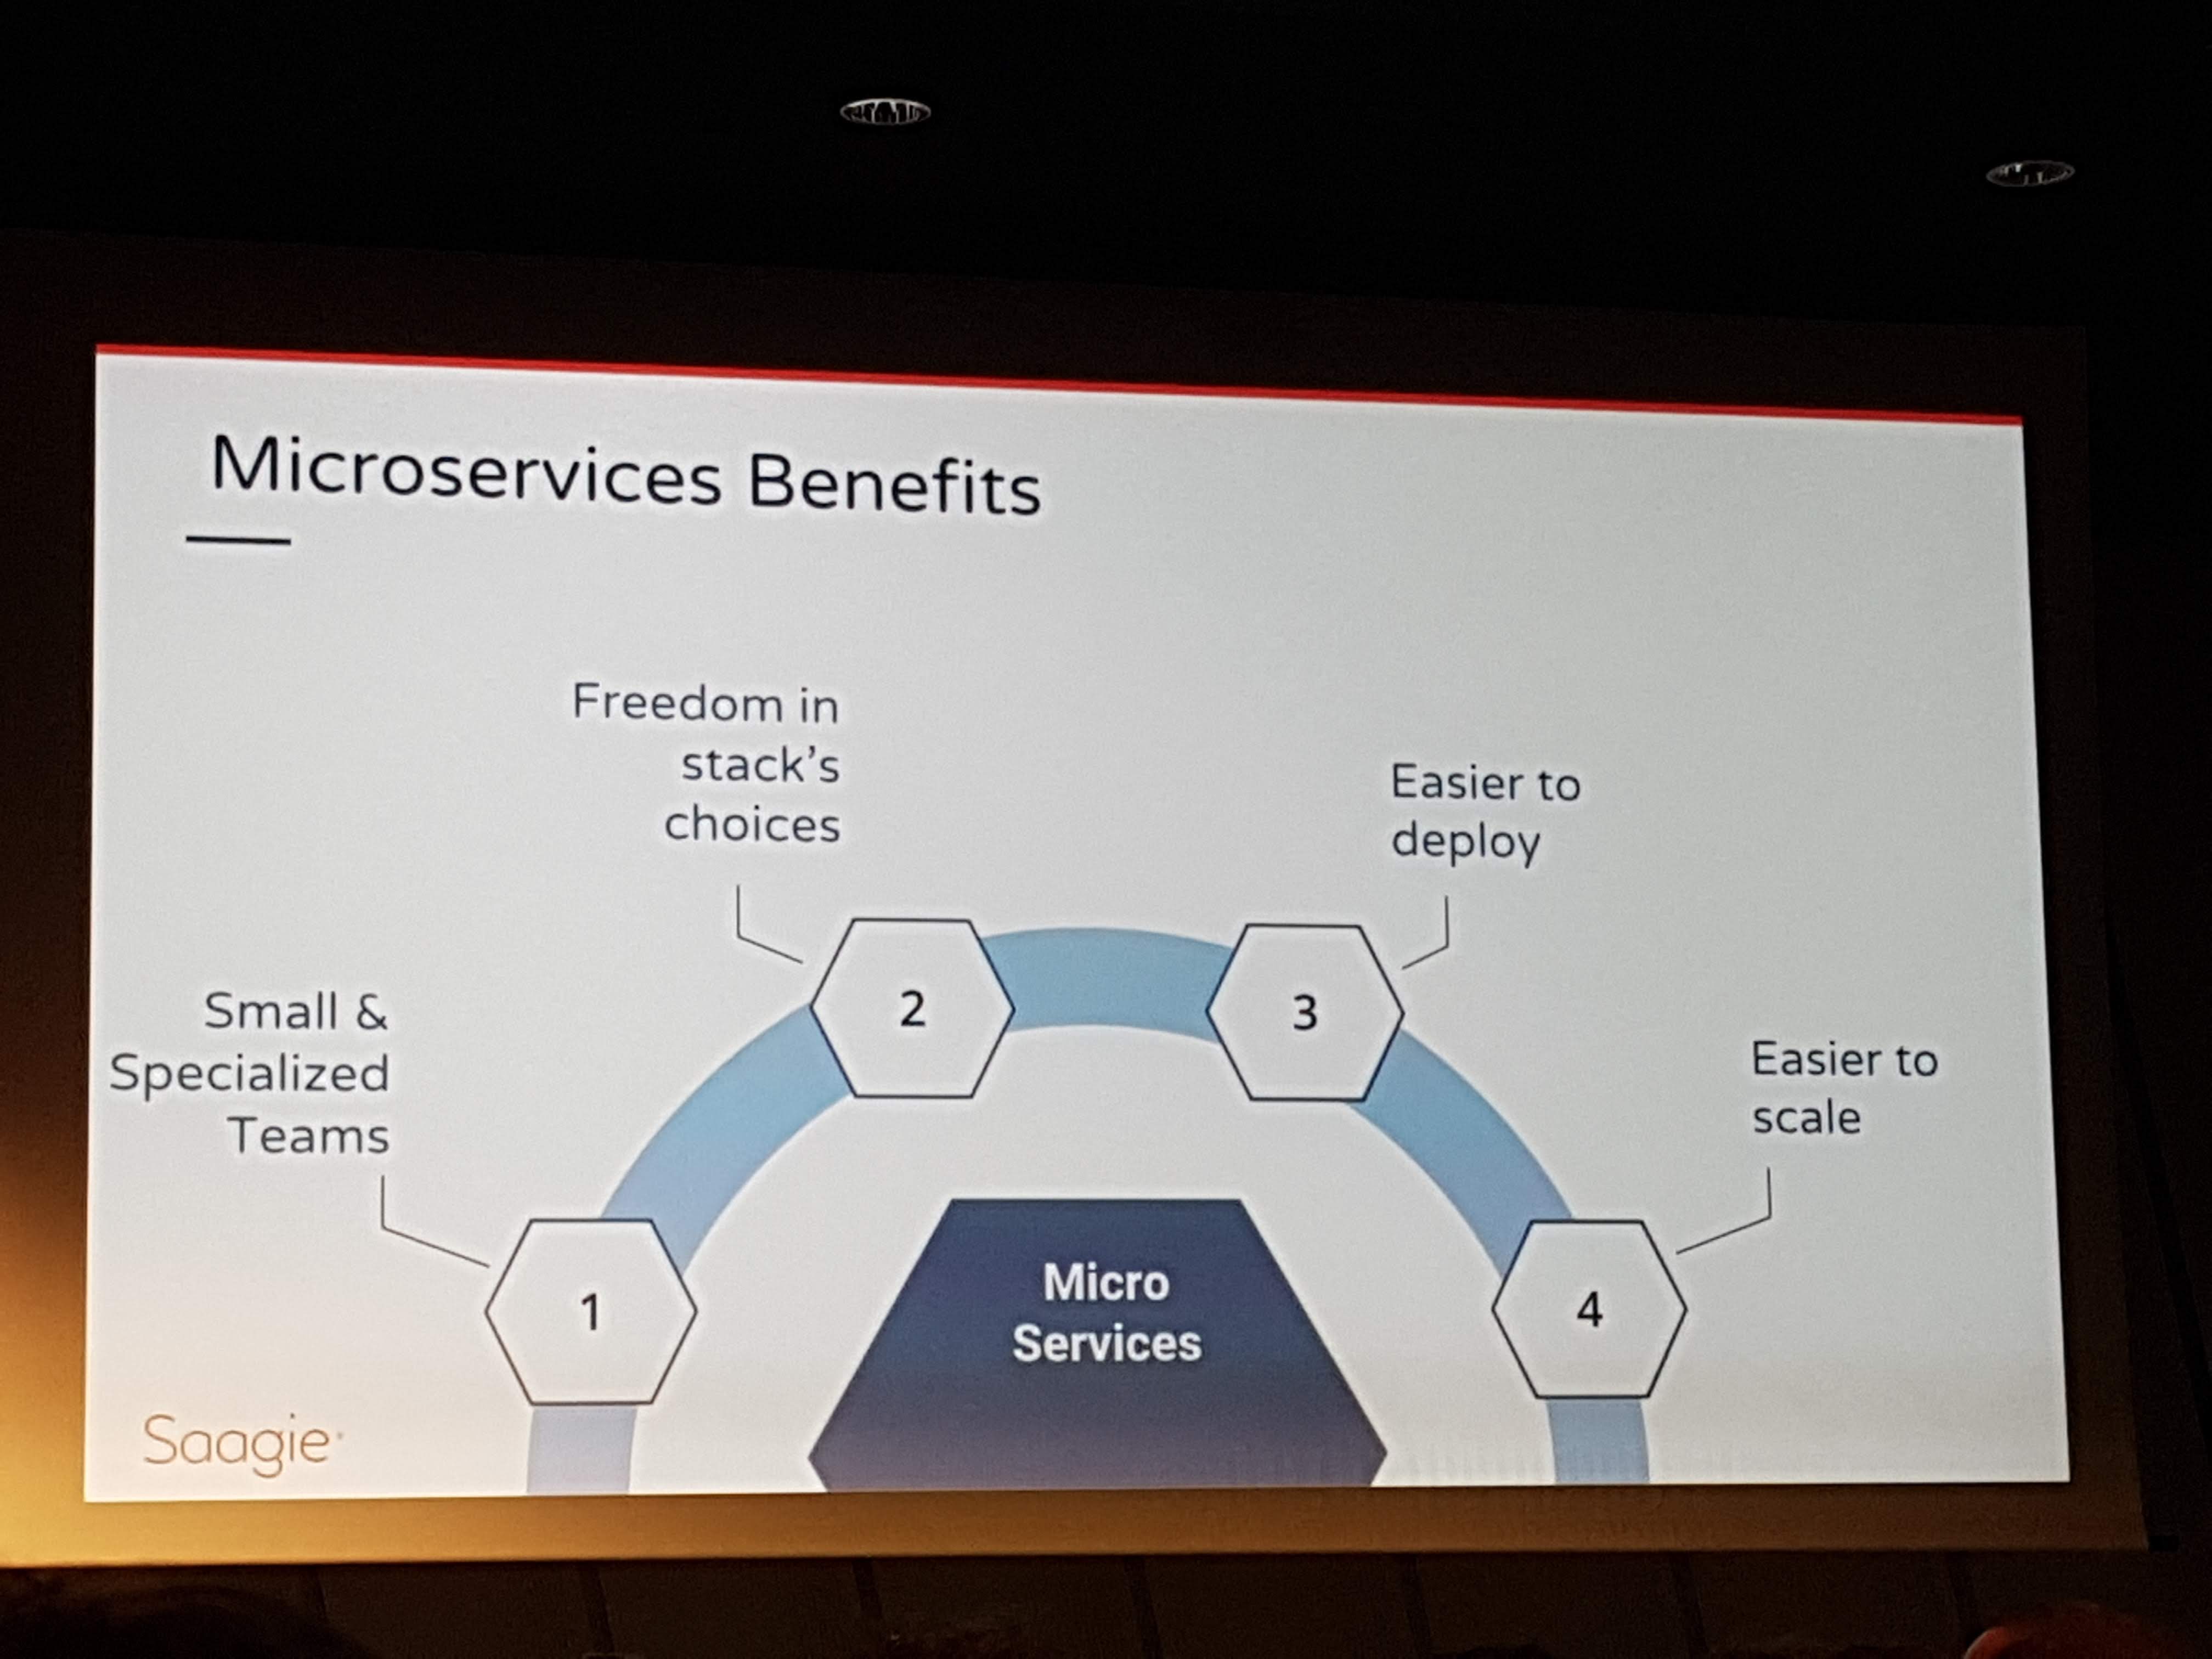 Microservices Benefits
Freedom in
stack's
choices
Easier to
deploy
Small &
Specialized
Teams
Easier to
scale
1
2
3
4
Micro
Services
Saagie